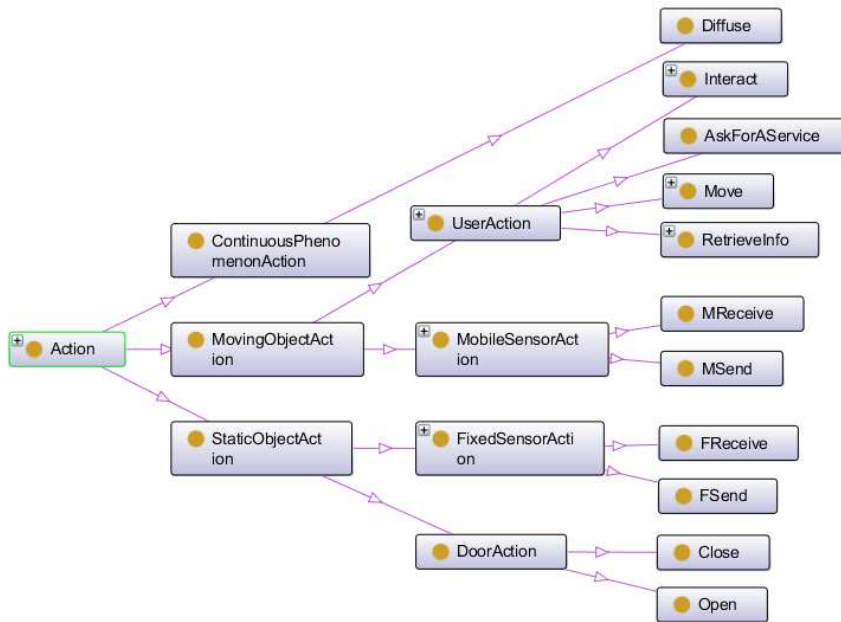 Diffuse
Interact
AskForAService
Move
UserAction
RetrieveInfo
ContinuousPheno
menonAction
MReceive
Action
MovingObjectAct
ion
MobileSensorAct
ion
MSend
StaticObjectAct
ion
FixedSensorActi
on
FReceive
FSend
DoorAction
Close
Open